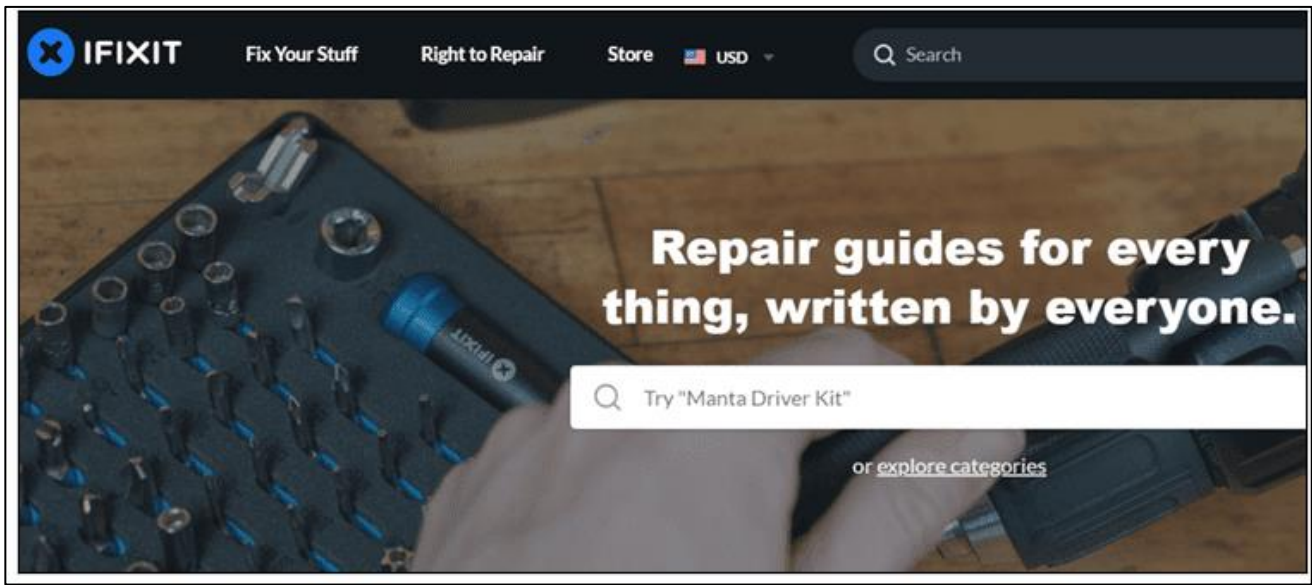 IFIXIT Fix Your Stuff Right to Repair Store USD Search
Repair guides for every
thing, written by everyone.
Try "Manta Driver Kit"
or explore categories
IFIXIT